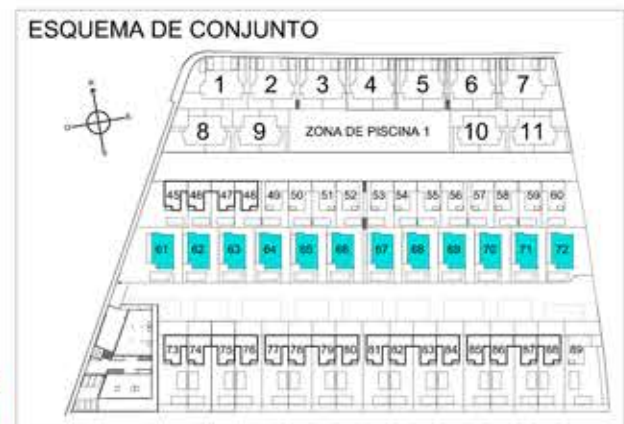 ESQUEMA DE CONJUNTO
1 2 3 4 5 6 7
8 9 ZONA DE PISCINA 1 10 11
45 46 47 48 49 50 51 52 53 54 55 56 57 58 59 60
61 62 63 64 65 66 67 68 69 70 71 72
73 74 75 76 77 78 79 80 81 82 83 84 85 86 87 88 89